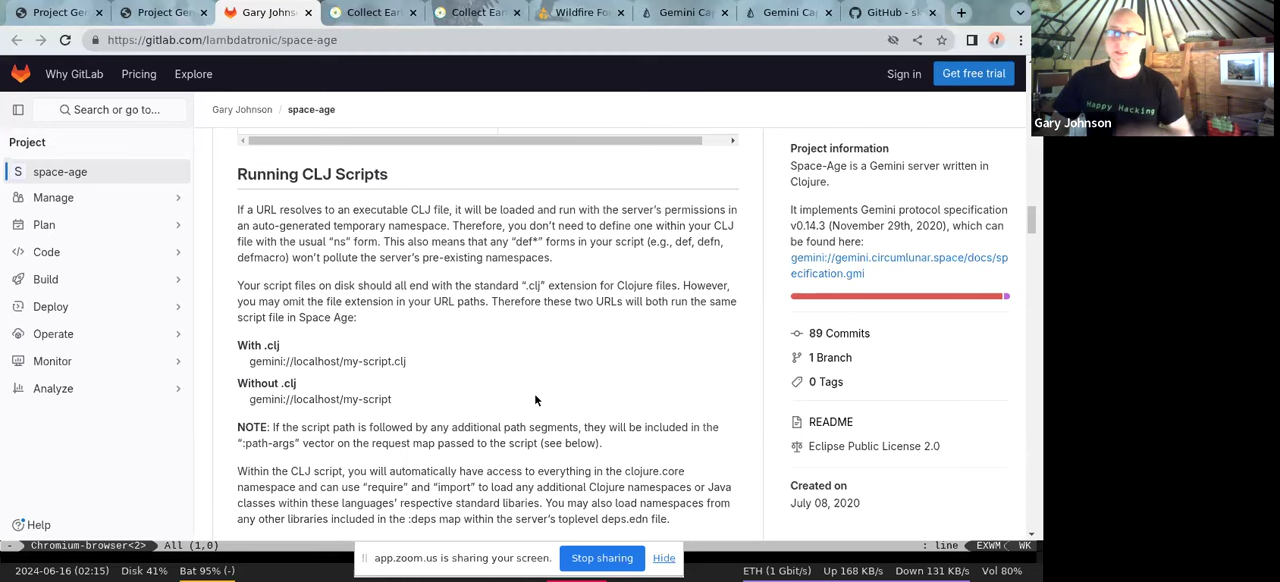 Project Ger
Project Ger
Gary Johns
Collect Ear
Collect Ear
Wildfire Fo
Gemini Ca
Gemini Ca
GitHub - sk
https://gitlab.com/lambdatronic/space-age
Why GitLab
Pricing
Explore
Sign in
Get free trial
Search or go to...
Gary Johnson / space-age
Project
S space-age
Manage
Plan
Code
Build
Deploy
Operate
Monitor
Analyze
Help
Running CLJ Scripts
If a URL resolves to an executable CLJ file, it will be loaded and run with the server's permissions in
an auto-generated temporary namespace. Therefore, you don't need to define one within your CLJ
file with the usual "ns" form. This also means that any "def*" forms in your script (e.g., def, defn,
defmacro) won't pollute the server's pre-existing namespaces.
Your script files on disk should all end with the standard ".clj" extension for Clojure files. However,
you may omit the file extension in your URL paths. Therefore these two URLs will both run the same
script file in Space Age:
With .clj
gemini://localhost/my-script.clj
Without .clj
gemini://localhost/my-script
NOTE: If the script path is followed by any additional path segments, they will be included in the
":path-args" vector on the request map passed to the script (see below).
Within the CLJ script, you will automatically have access to everything in the clojure.core
namespace and can use "require" and "import" to load any additional Clojure namespaces or Java
classes within these languages' respective standard libaries. You may also load namespaces from
any other libraries included in the :deps map within the server's toplevel deps.edn file.
Project information
Space-Age is a Gemini server written in
Clojure.
It implements Gemini protocol specification
v0.14.3 (November 29th, 2020), which can
be found here:
gemini://gemini.circumlunar.space/docs/sp
ecification.gmi
89 Commits
1 Branch
0 Tags
README
Eclipse Public License 2.0
Created on
July 08, 2020
Happy Hacking
Gary Johnson
- Chromium-browser<2> All (1,0)
: line EXWM WK
app.zoom.us is sharing your screen.
Stop sharing
Hide
2024-06-16 (02:15) Disk 41% Bat 95% (-)
ETH (1 Gbit/s) Up 168 KB/s Down 131 KB/s Vol 80%